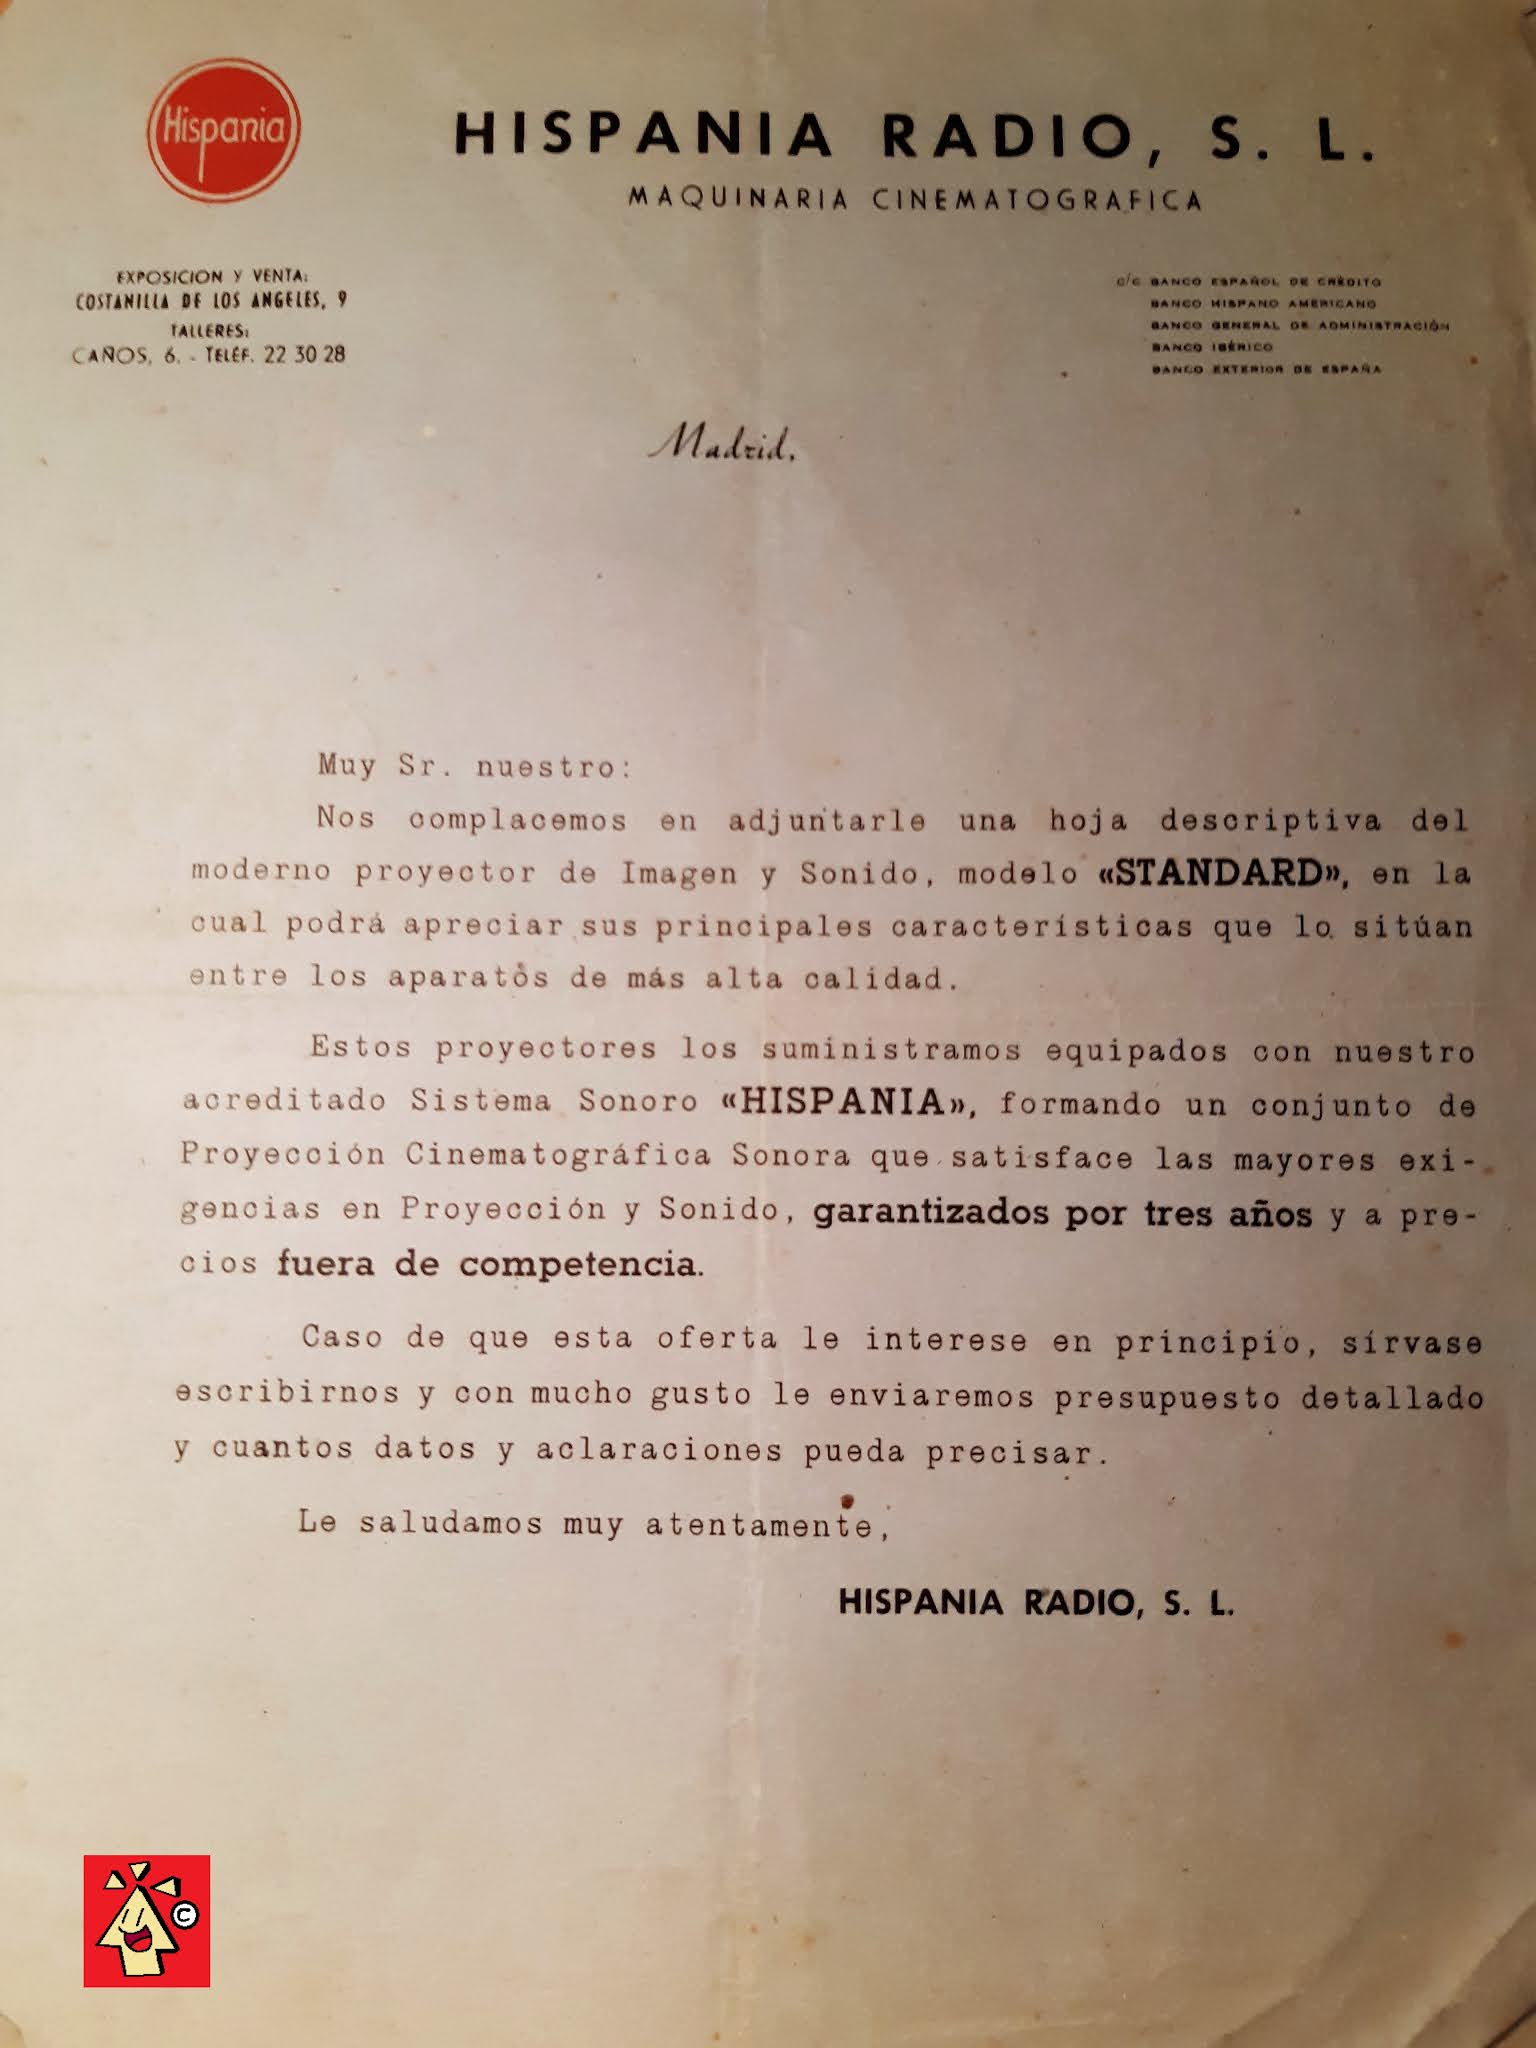 Hispania
HISPANIA RADIO, S. L.
MAQUINARIA CINEMATOGRAFICA
EXPOSICION Y VENTA:
COSTANILLA DE LOS ANGELES, 9
TALLERES:
CAÑOS, 6. - TELÉF. 22 30 28
c/c BANCO ESPAÑOL DE CRÉDITO
BANCO HISPANO AMERICANO
BANCO GENERAL DE ADMINISTRACIÓN
BANCO IBÉRICO
BANCO EXTERIOR DE ESPAÑA
Madrid,
Muy Sr. nuestro:
Nos complacemos en adjuntarle una hoja descriptiva del
moderno proyector de Imagen y Sonido, modelo «STANDARD», en la
cual podrá apreciar sus principales características que lo sitúan
entre los aparatos de más alta calidad.
Estos proyectores los suministramos equipados con nuestro
acreditado Sistema Sonoro «HISPANIA», formando un conjunto de
Proyección Cinematográfica Sonora que satisface las mayores exi-
gencias en Proyección y Sonido, garantizados por tres años y a pre-
cios fuera de competencia.
Caso de que esta oferta le interese en principio, sírvase
escribirnos y con mucho gusto le enviaremos presupuesto detallado
y cuantos datos y aclaraciones pueda precisar.
Le saludamos muy atentamente,
HISPANIA RADIO, S. L.
©